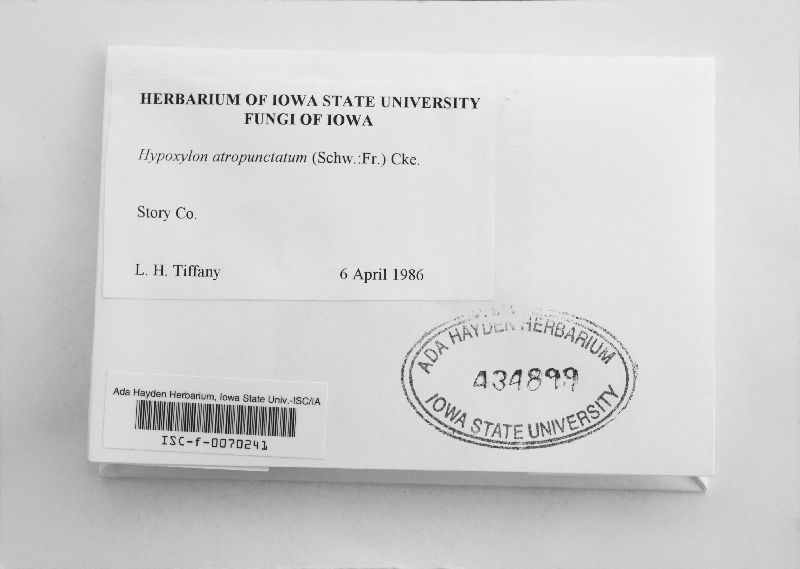 HERBARIUM OF IOWA STATE UNIVERSITY
FUNGI OF IOWA
Hypoxylon atropunctatum (Schw.:Fr.) Cke.
Story Co.
L. H. Tiffany 6 April 1986
ADA HAYDEN HERBARIUM
434899
IOWA STATE UNIVERSITY
Ada Hayden Herbarium, Iowa State Univ.-ISC/IA
ISC-f-0070241